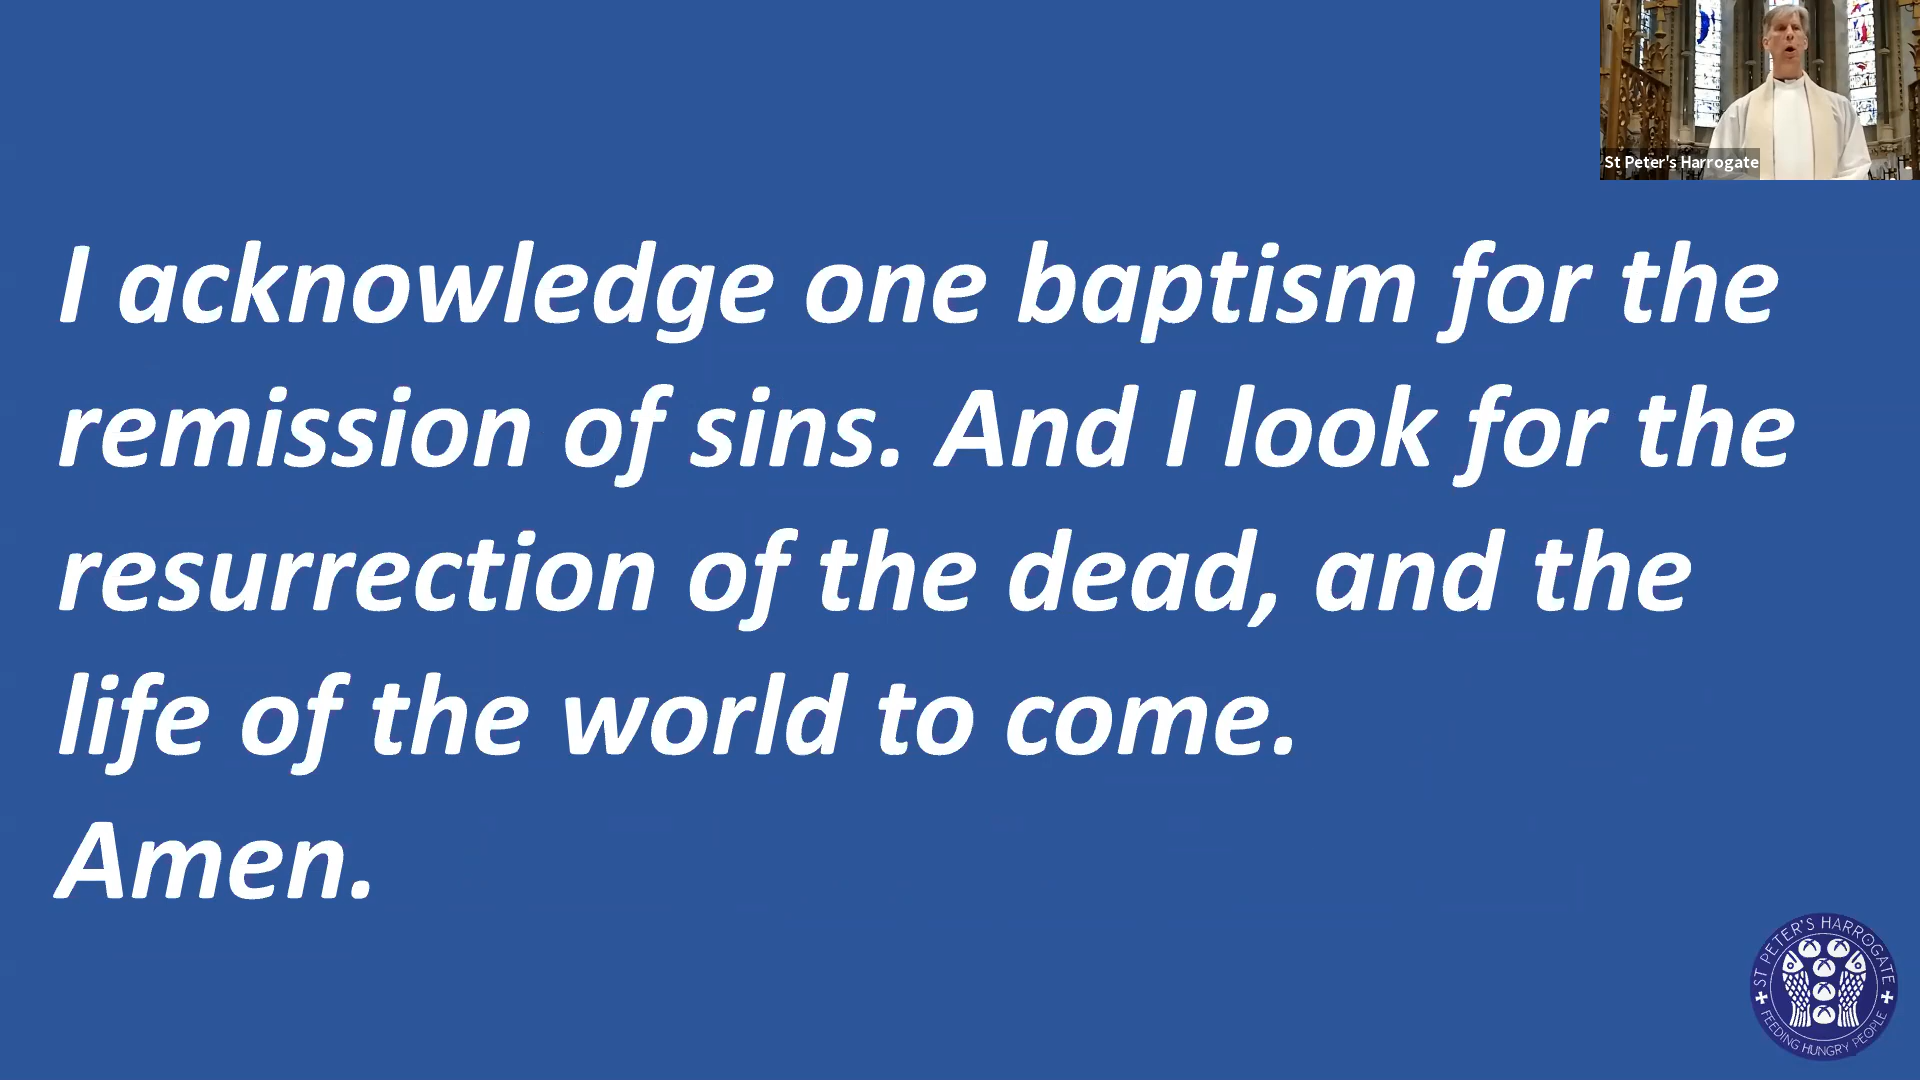 St Peter's Harrogate
I acknowledge one baptism for the
remission of sins. And I look for the
resurrection of the dead, and the
life of the world to come.
Amen.
ST PETER'S HARROGATE
FEEDING HUNGRY PEOPLE